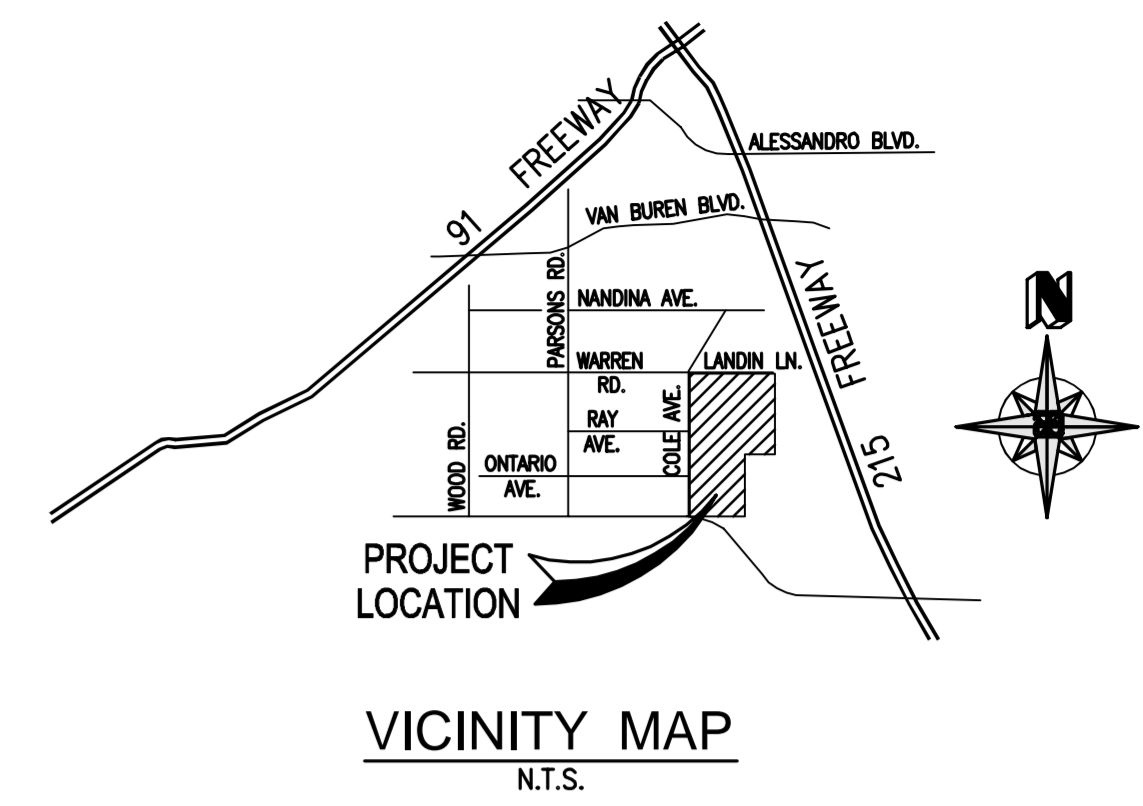 91 FREEWAY
ALESSANDRO BLVD.
VAN BUREN BLVD.
PARSONS RD.
NANDINA AVE.
215 FREEWAY
N
WARREN
RD.
LANDIN LN.
COLE AVE.
RAY
AVE.
WOOD RD.
ONTARIO
AVE.
PROJECT
LOCATION
VICINITY MAP
N.T.S.